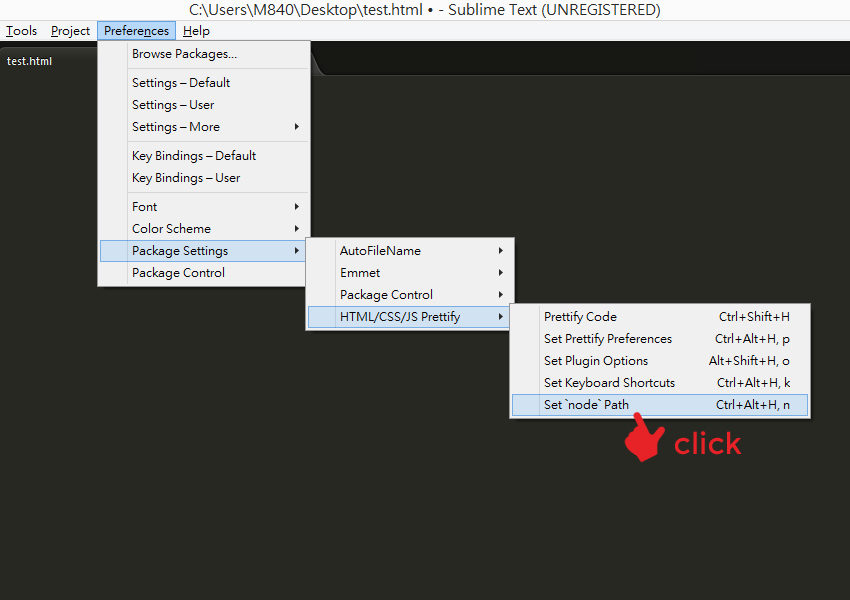 C:\Users\M840\Desktop\test.html • - Sublime Text (UNREGISTERED)
Tools Project Preferences Help
test.html
Browse Packages...
Settings – Default
Settings – User
Settings – More
Key Bindings – Default
Key Bindings – User
Font
Color Scheme
Package Settings
Package Control
AutoFileName
Emmet
Package Control
HTML/CSS/JS Prettify
Prettify Code Ctrl+Shift+H
Set Prettify Preferences Ctrl+Alt+H, p
Set Plugin Options Alt+Shift+H, o
Set Keyboard Shortcuts Ctrl+Alt+H, k
Set `node` Path Ctrl+Alt+H, n
click